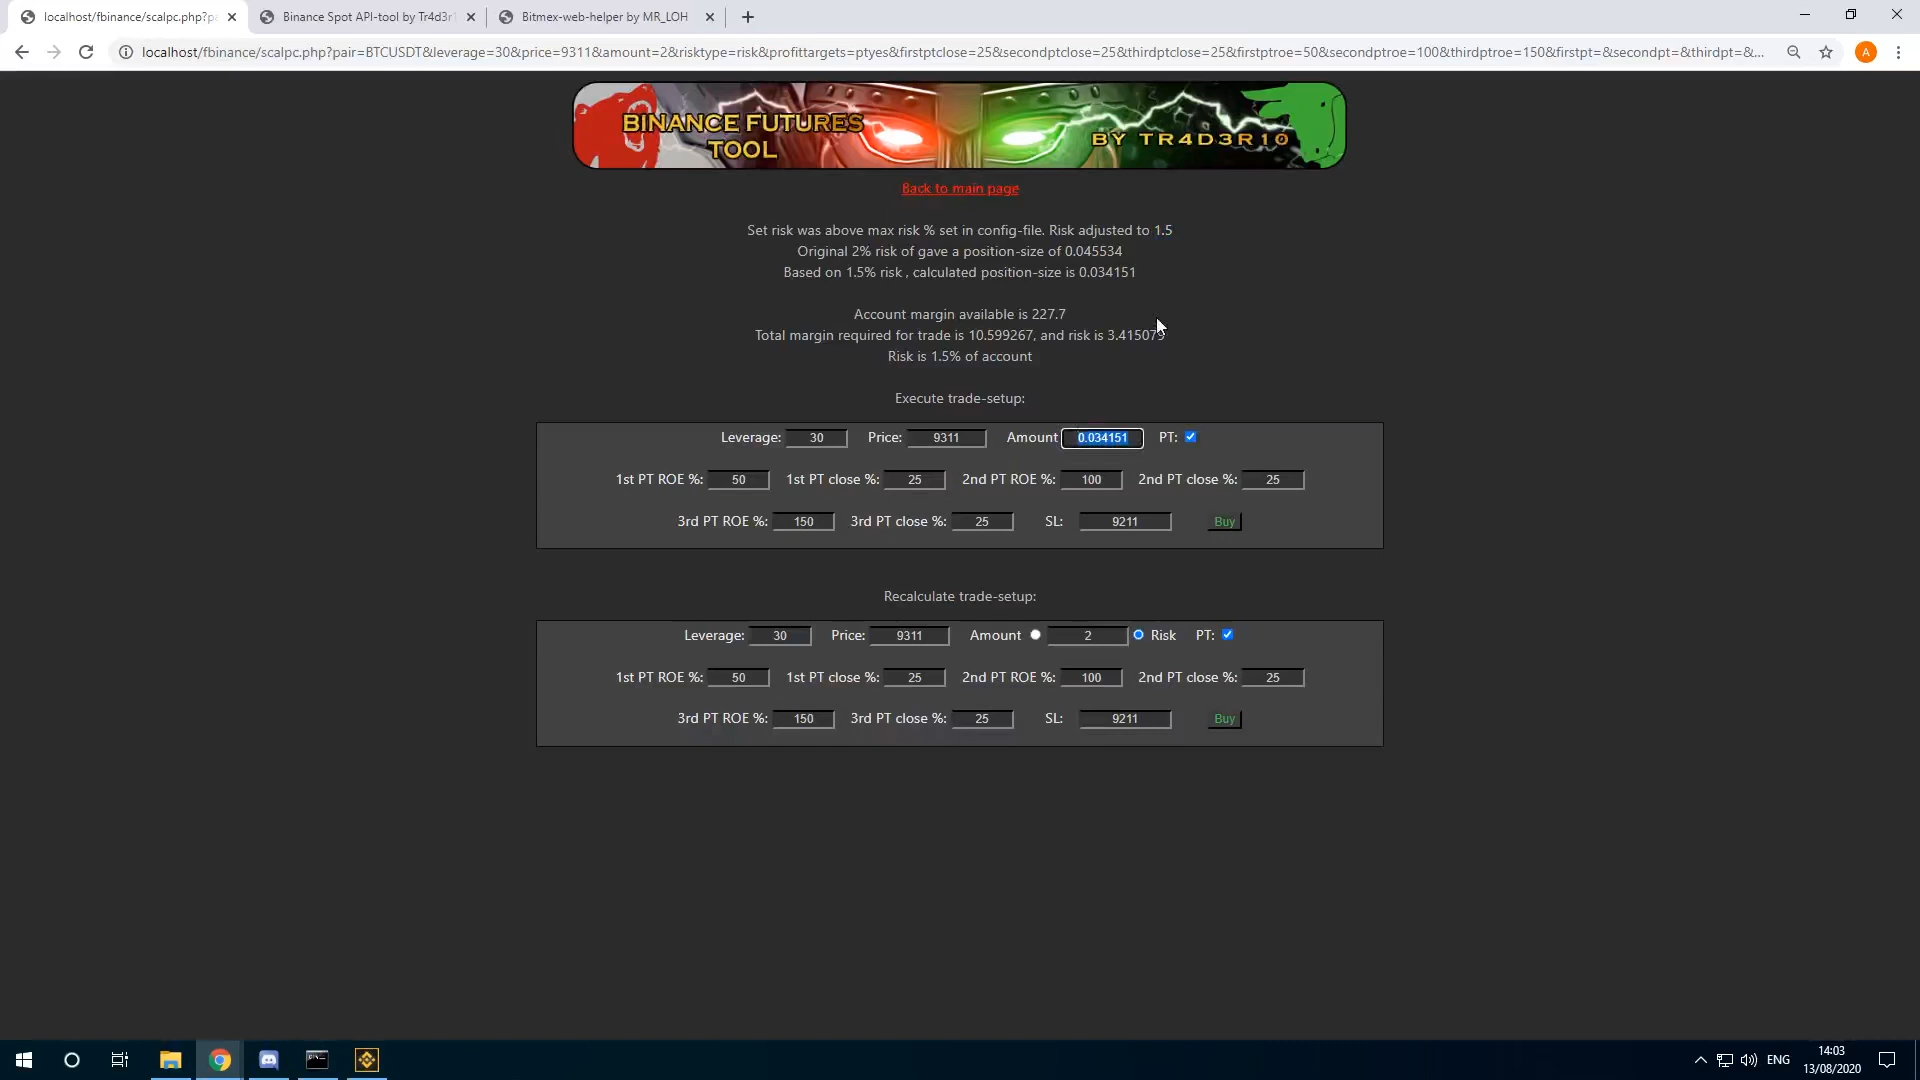 localhost/fbinance/scalpc.php?p
Binance Spot API-tool by Tr4d3r
Bitmex-web-helper by MR_LOH
localhost/fbinance/scalpc.php?pair=BTCUSDT&leverage=30&price=9311&amount=2&risktype=risk&profittargets=ptyes&firstptclose=25&secondptclose=25&thirdptclose=25&firstptroe=50&secondptroe=100&thirdptroe=150&firstpt=&secondpt=&thirdpt=&...
A
BINANCE FUTURES
TOOL
BY TR4D3R10
Back to main page
Set risk was above max risk % set in config-file. Risk adjusted to 1.5
Original 2% risk of gave a position-size of 0.045534
Based on 1.5% risk , calculated position-size is 0.034151
Account margin available is 227.7
Total margin required for trade is 10.599267, and risk is 3.415079
Risk is 1.5% of account
Execute trade-setup:
Leverage: 30 Price: 9311 Amount 0.034151 PT:
1st PT ROE %: 50 1st PT close %: 25 2nd PT ROE %: 100 2nd PT close %: 25
3rd PT ROE %: 150 3rd PT close %: 25 SL: 9211 Buy
Recalculate trade-setup:
Leverage: 30 Price: 9311 Amount 2 Risk PT:
1st PT ROE %: 50 1st PT close %: 25 2nd PT ROE %: 100 2nd PT close %: 25
3rd PT ROE %: 150 3rd PT close %: 25 SL: 9211 Buy
ENG
14:03
13/08/2020